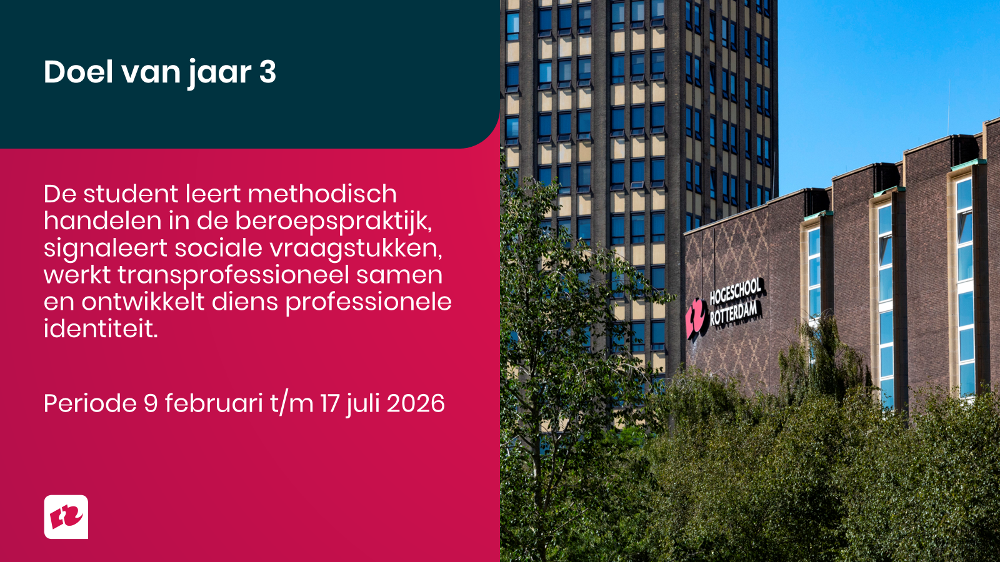 Doel van jaar 3
De student leert methodisch
handelen in de beroepspraktijk,
signaleert sociale vraagstukken,
werkt transprofessioneel samen
en ontwikkelt diens professionele
identiteit.
Periode 9 februari t/m 17 juli 2026
HOGESCHOOL
ROTTERDAM